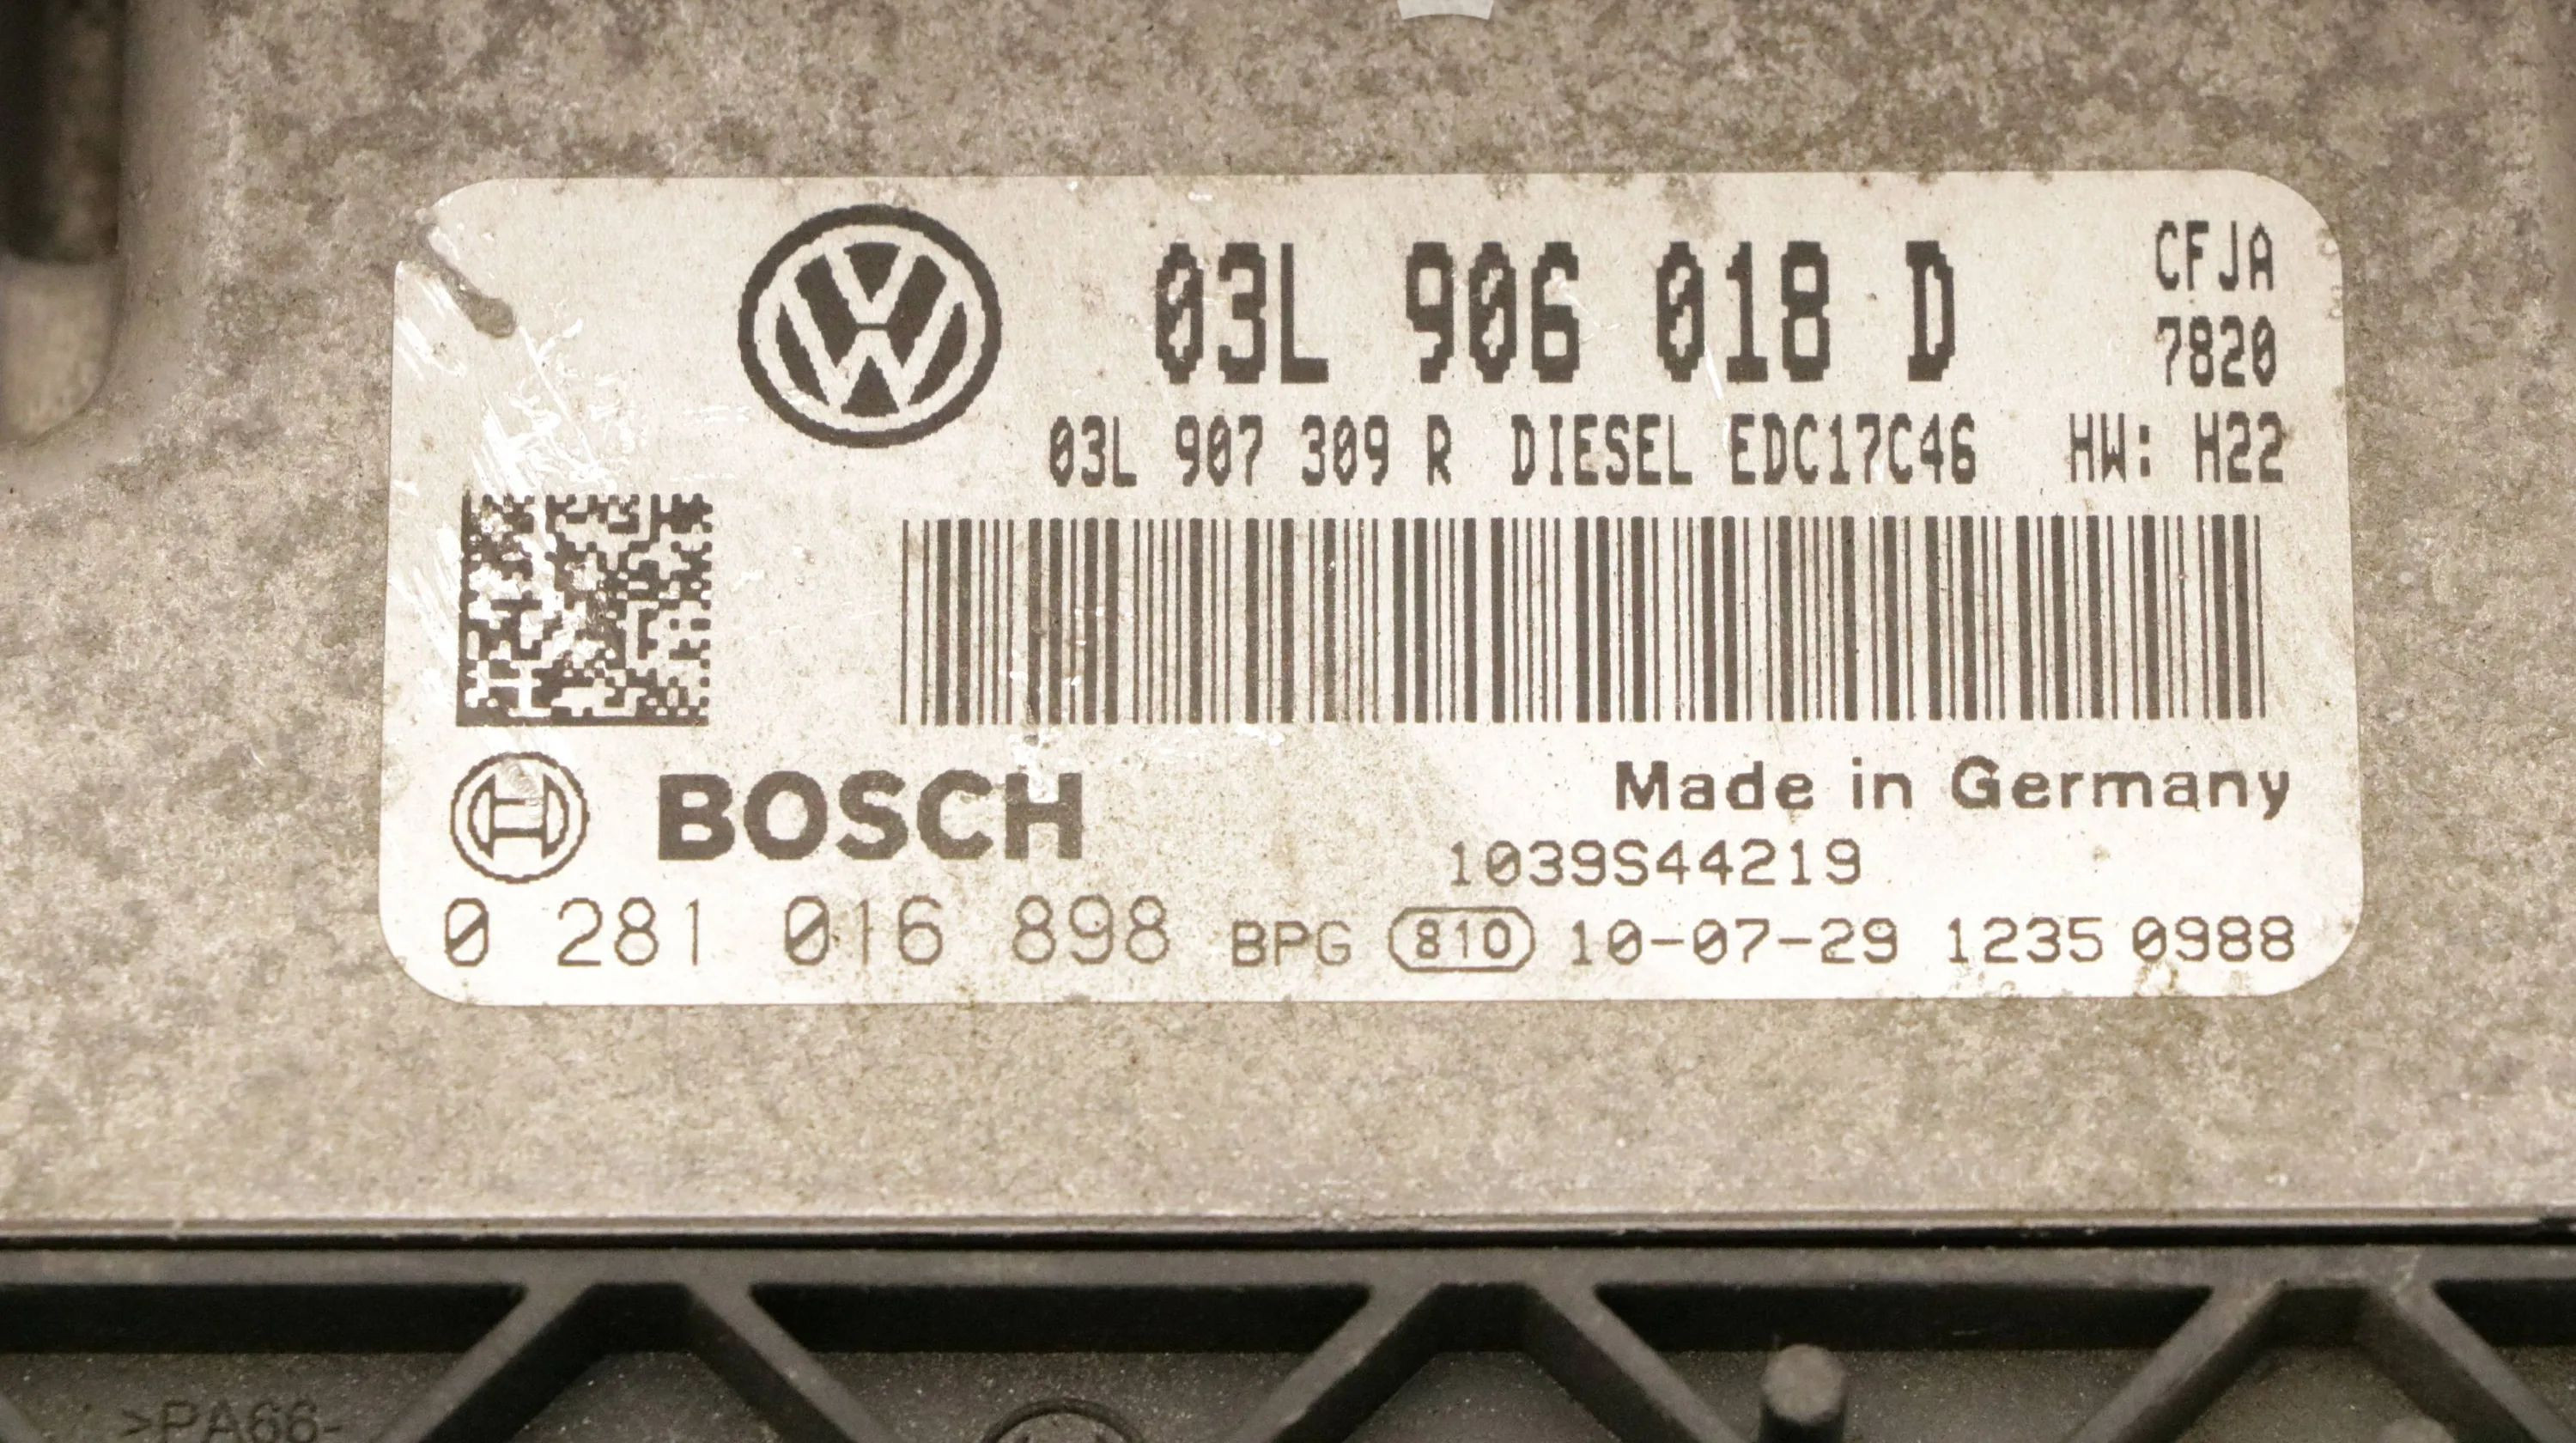 03L 906 018 D
CFJA
7820
03L 907 309 R DIESEL EDC17C46 HW: H22
Made in Germany
BOSCH
1039S44219
0 281 016 898 BPG 810 10-07-29 1235 0988
>PA66-